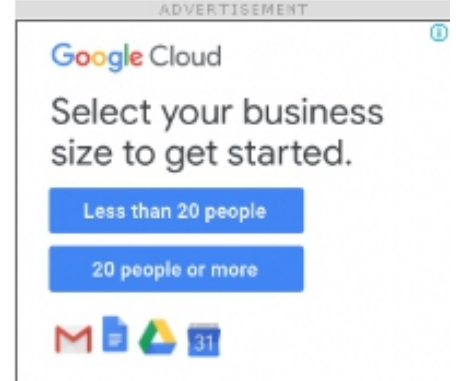 ADVERTISEMENT
Google Cloud
Select your business
size to get started.
Less than 20 people
20 people or more
31